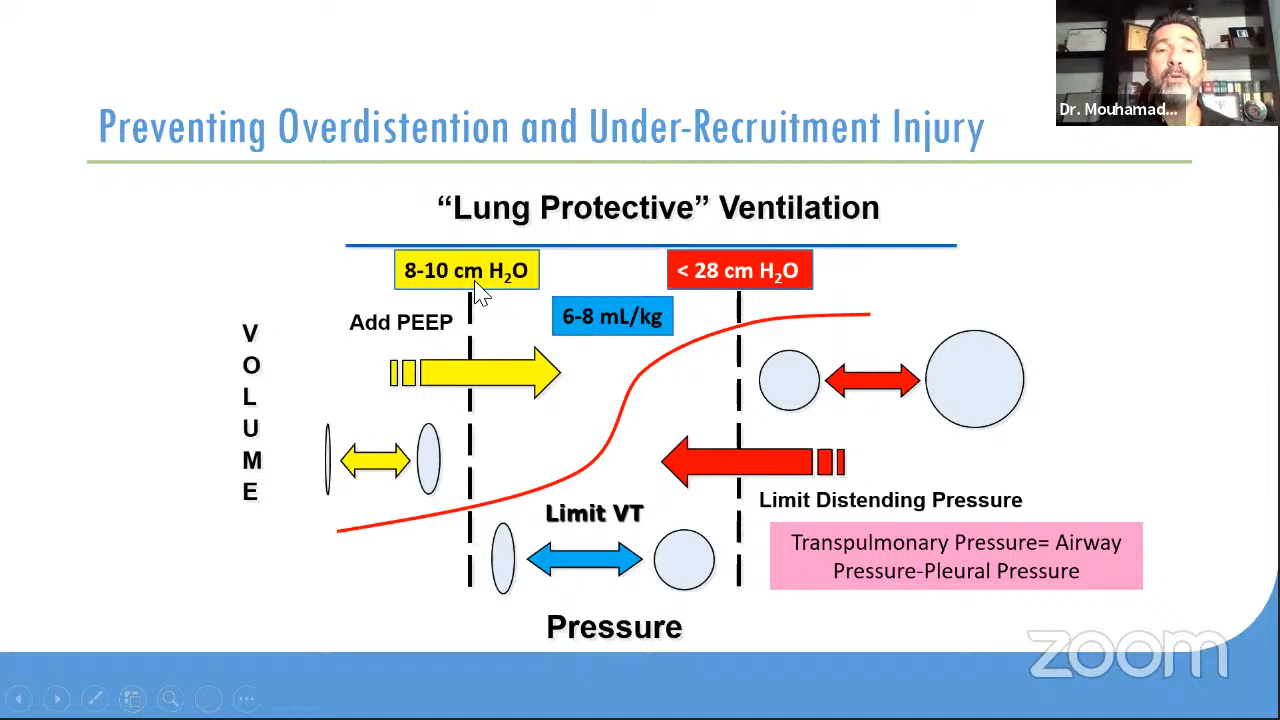 Dr. Mouhamad...
Preventing Overdistention and Under-Recruitment Injury
“Lung Protective” Ventilation
8-10 cm H₂O
< 28 cm H₂O
6-8 mL/kg
Add PEEP
VOLUME
Limit Distending Pressure
Limit VT
Transpulmonary Pressure= Airway
Pressure-Pleural Pressure
Pressure
zoom